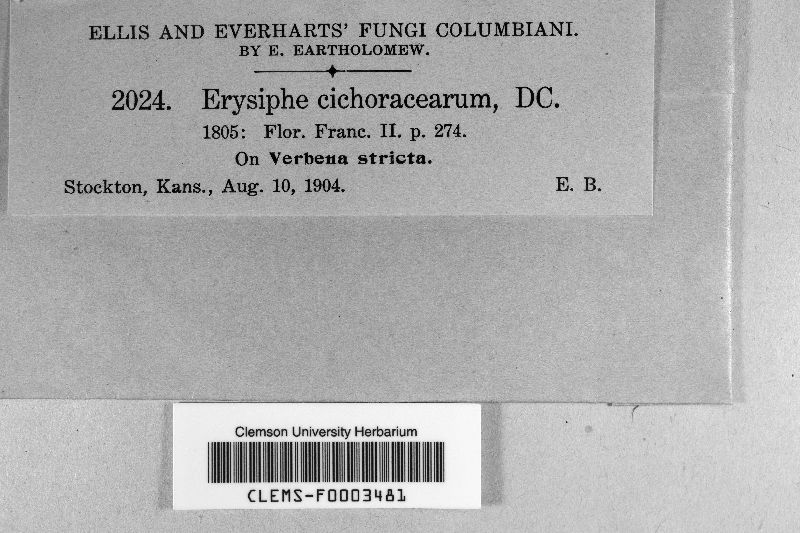 ELLIS AND EVERHARTS' FUNGI COLUMBIANI.
BY E. EARTHOLOMEW.
2024. Erysiphe cichoracearum, DC.
1805: Flor. Franc. II. p. 274.
On Verbena stricta.
Stockton, Kans., Aug. 10, 1904. E. B.
Clemson University Herbarium
CLEMS-F0003481